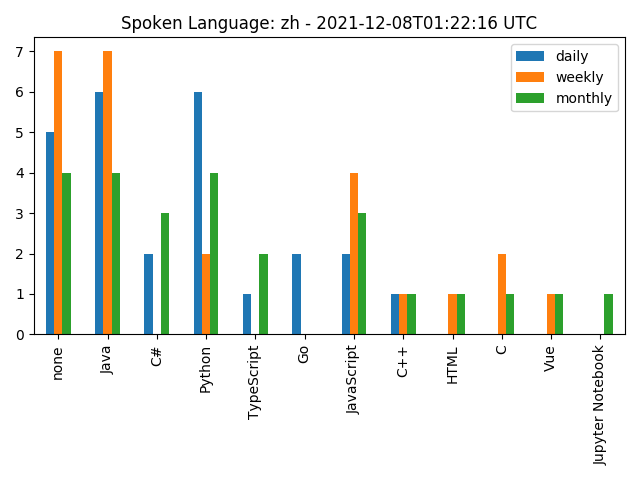 Spoken Language: zh - 2021-12-08T01:22:16 UTC
daily
weekly
monthly
7
6
5
4
3
2
1
0
none
Java
C#
Python
TypeScript
Go
JavaScript
C++
HTML
C
Vue
Jupyter Notebook